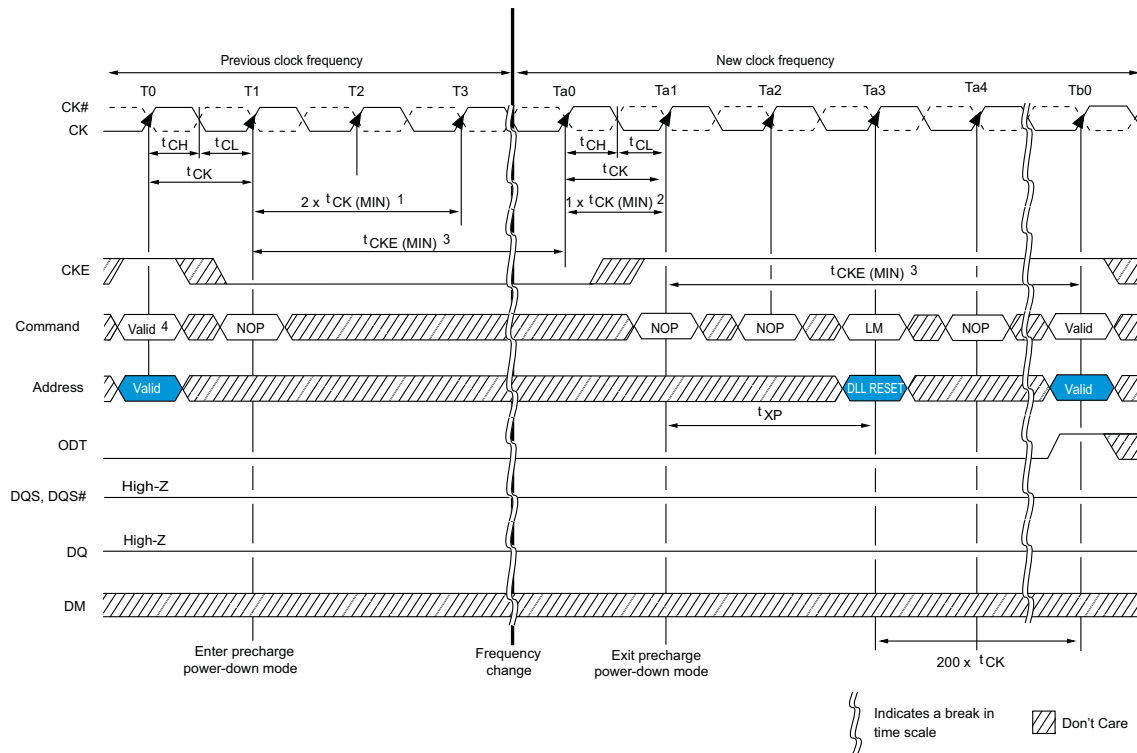 Previous clock frequency
New clock frequency
T0 T1 T2 T3 Ta0 Ta1 Ta2 Ta3 Ta4 Tb0
CK#
CK
tCH tCL tCH tCL
tCK tCK
2 x tCK (MIN) 1 1 x tCK (MIN) 2
tCKE (MIN) 3
CKE tCKE (MIN) 3
Command Valid 4 NOP NOP NOP LM NOP Valid
Address Valid DLL RESET Valid
tXP
ODT
High-Z
DQS, DQS#
High-Z
DQ
DM
Enter precharge
power-down mode
Frequency
change
Exit precharge
power-down mode
200 x tCK
Indicates a break in
time scale
Don't Care